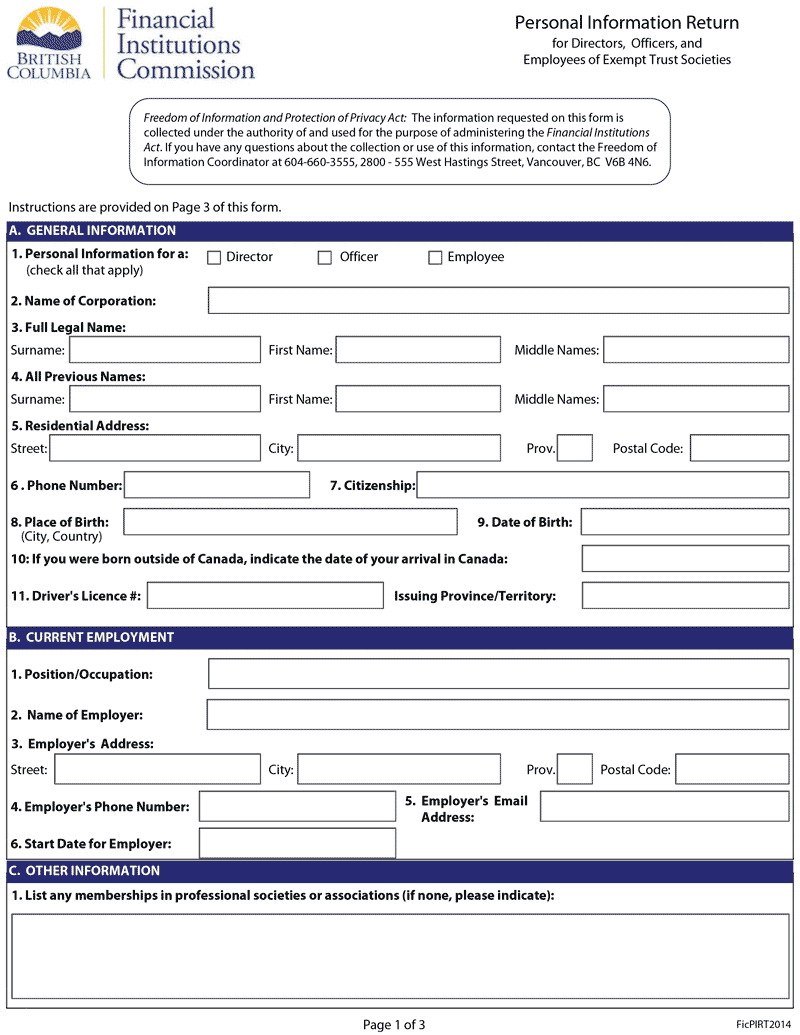 BRITISH
COLUMBIA
Financial
Institutions
Commission
Personal Information Return
for Directors, Officers, and
Employees of Exempt Trust Societies
Freedom of Information and Protection of Privacy Act: The information requested on this form is
collected under the authority of and used for the purpose of administering the Financial Institutions
Act. If you have any questions about the collection or use of this information, contact the Freedom of
Information Coordinator at 604-660-3555, 2800 - 555 West Hastings Street, Vancouver, BC V6B 4N6.
Instructions are provided on Page 3 of this form.
A. GENERAL INFORMATION
1. Personal Information for a: Director Officer Employee
(check all that apply)
2. Name of Corporation:
3. Full Legal Name:
Surname: First Name: Middle Names:
4. All Previous Names:
Surname: First Name: Middle Names:
5. Residential Address:
Street: City: Prov. Postal Code:
6 . Phone Number: 7. Citizenship:
8. Place of Birth: 9. Date of Birth:
(City, Country)
10: If you were born outside of Canada, indicate the date of your arrival in Canada:
11. Driver's Licence #: Issuing Province/Territory:
B. CURRENT EMPLOYMENT
1. Position/Occupation:
2. Name of Employer:
3. Employer's Address:
Street: City: Prov. Postal Code:
4. Employer's Phone Number: 5. Employer's Email
Address:
6. Start Date for Employer:
C. OTHER INFORMATION
1. List any memberships in professional societies or associations (if none, please indicate):
Page 1 of 3
FicPIRT2014